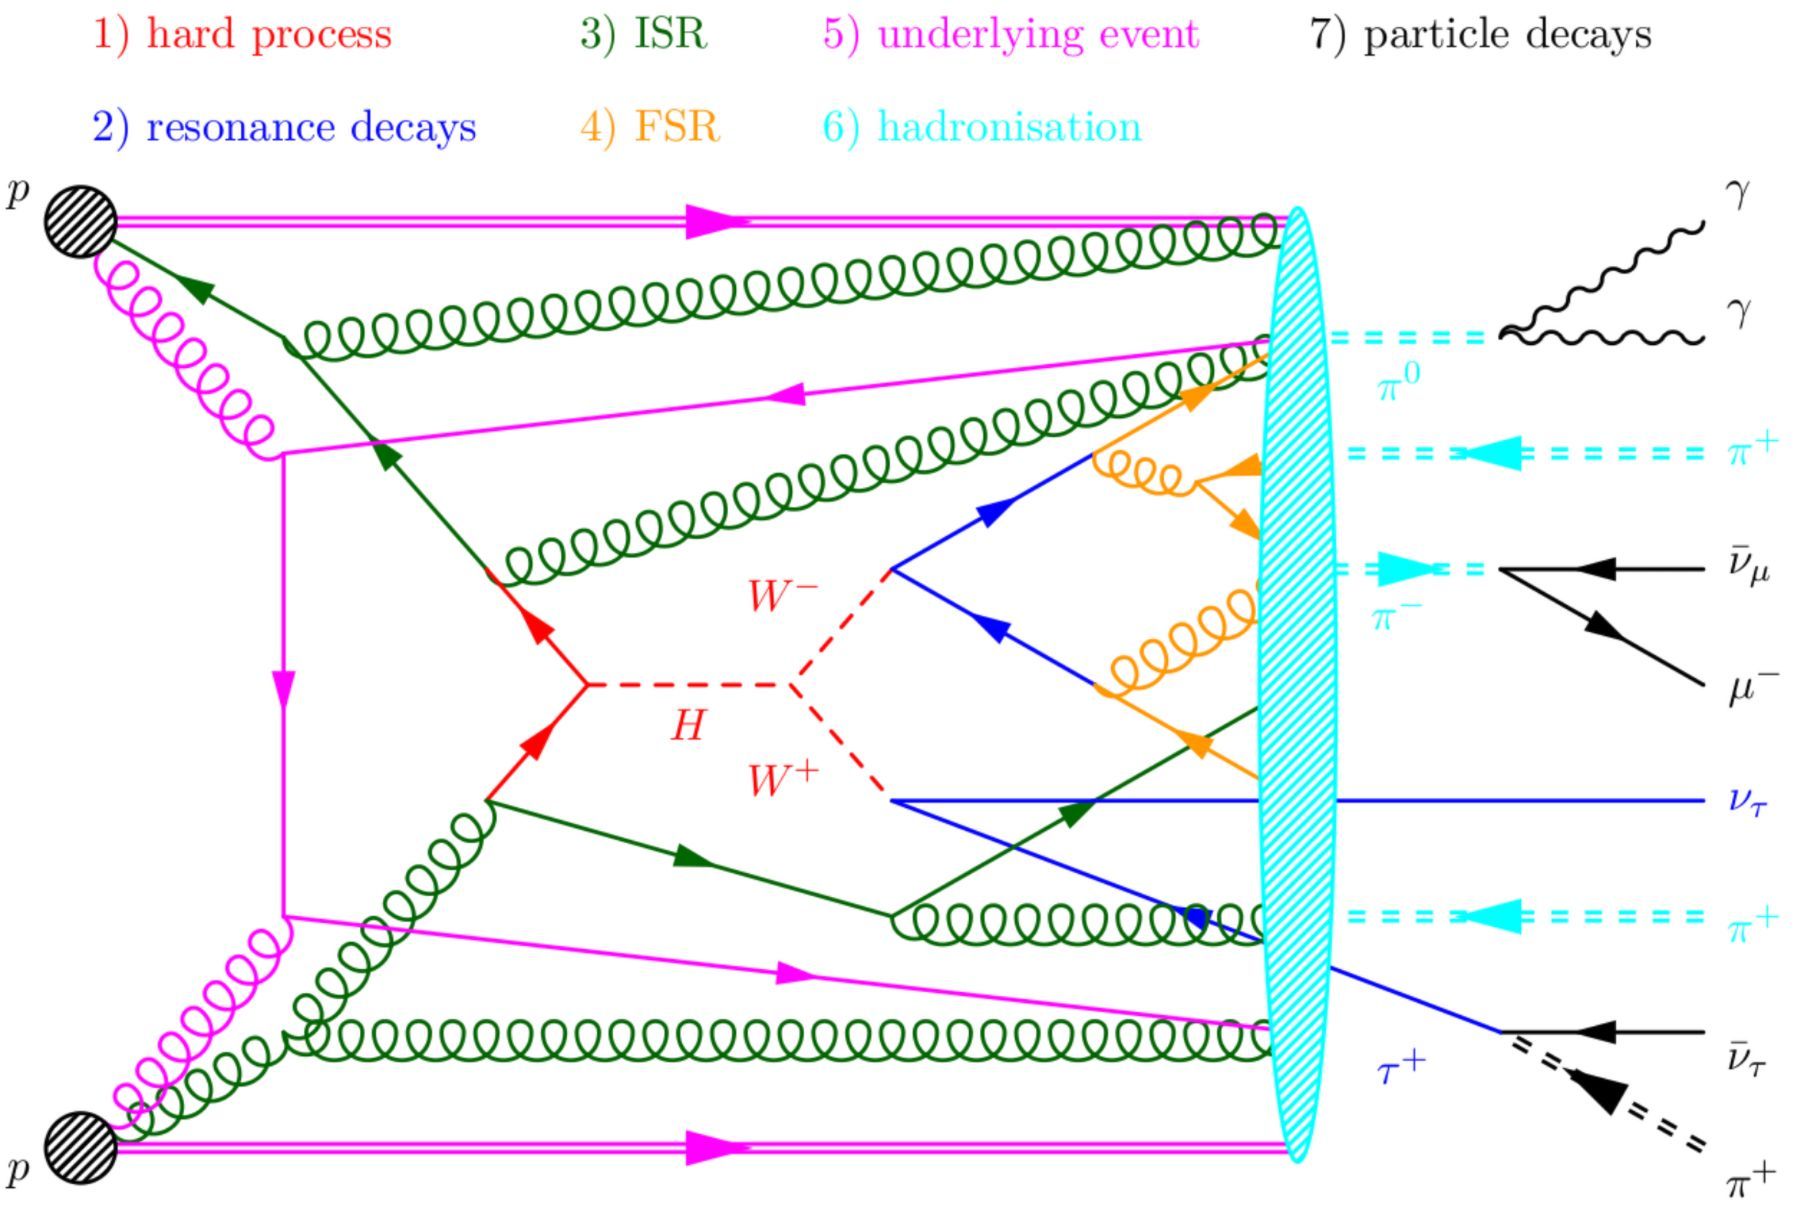 1) hard process 3) ISR 5) underlying event 7) particle decays
2) resonance decays 4) FSR 6) hadronisation
p
γ
γ
π⁰
π⁺
W⁻
ν̄_μ
π⁻
μ⁻
H
W⁺
ν_τ
π⁺
τ⁺
ν̄_τ
p
π⁺